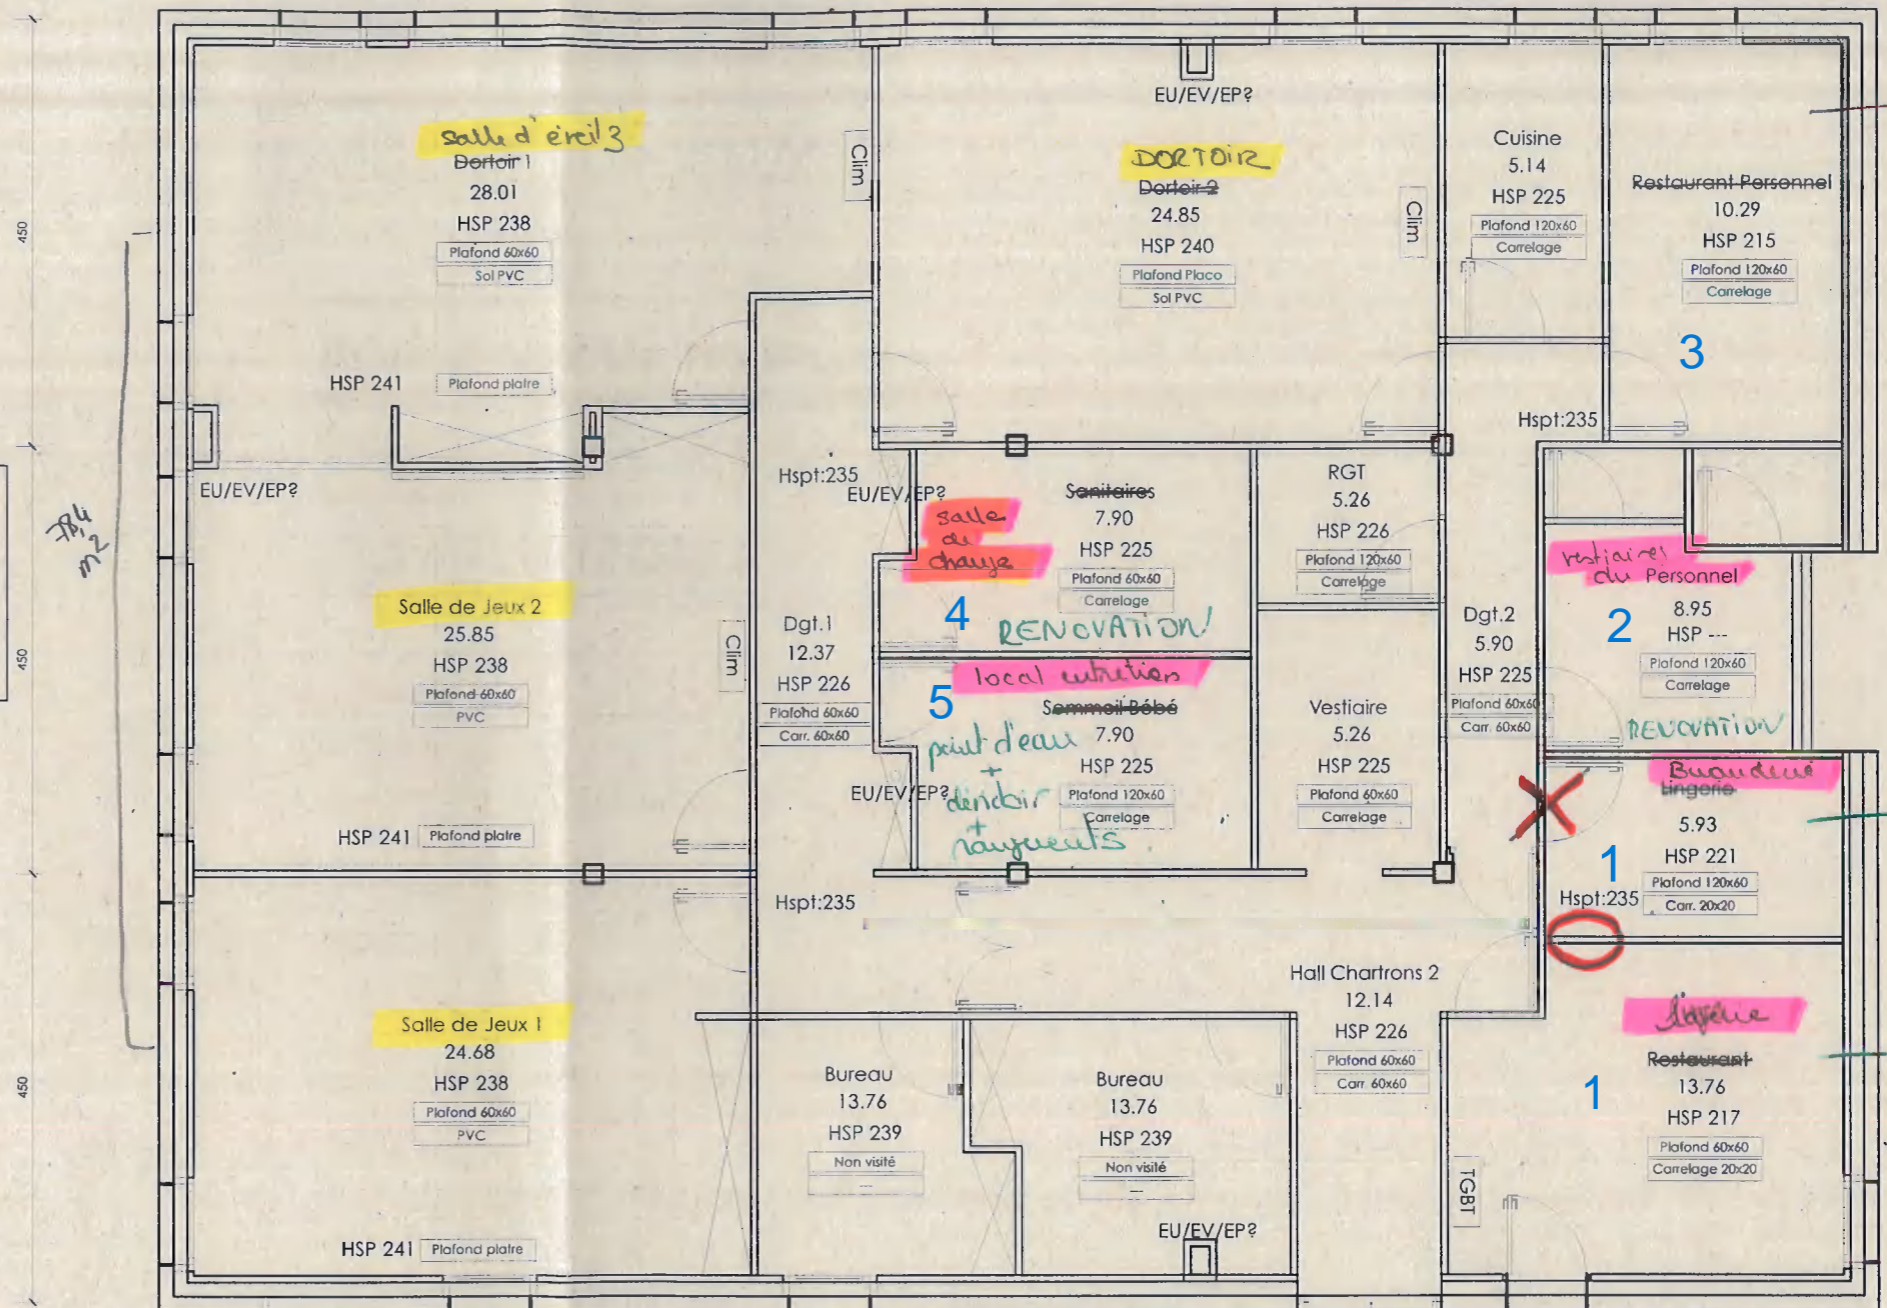 450
450
450
78,4
m2
salle d'éveil 3
Dortoir 1
28.01
HSP 238
Plafond 60x60
Sol PVC
HSP 241
Plafond platre
EU/EV/EP?
Clim
EU/EV/EP?
DORTOIR
Dortoir 2
24.85
HSP 240
Plafond Placo
Sol PVC
Clim
Cuisine
5.14
HSP 225
Plafond 120x60
Carrelage
Restaurant Personnel
10.29
HSP 215
Plafond 120x60
Carrelage
3
Hspt:235
Salle de Jeux 2
25.85
HSP 238
Plafond 60x60
PVC
Clim
HSP 241
Plafond platre
Hspt:235
EU/EV/EP?
Dgt.1
12.37
HSP 226
Plafond 60x60
Carr. 60x60
Hspt:235
salle
de
change
Sanitaires
7.90
HSP 225
Plafond 60x60
Carrelage
4
RENOVATION!
RGT
5.26
HSP 226
Plafond 120x60
Carrelage
5
local entretien
Sommeil Bébé
7.90
HSP 225
Plafond 120x60
Carrelage
point d'eau
+
+
rangements
EU/EV/EP?
Vestiaire
5.26
HSP 225
Plafond 60x60
Carrelage
Dgt.2
5.90
HSP 225
Plafond 60x60
Carr. 60x60
vestiaires
du Personnel
2
8.95
HSP ---
Plafond 120x60
Carrelage
RENOVATION
Buanderie
Lingerie
5.93
HSP 221
Plafond 120x60
Carr. 20x20
1
Hspt:235
Salle de Jeux 1
24.68
HSP 238
Plafond 60x60
PVC
HSP 241
Plafond platre
Bureau
13.76
HSP 239
Non visité
---
Bureau
13.76
HSP 239
Non visité
---
EU/EV/EP?
Hall Chartrons 2
12.14
HSP 226
Plafond 60x60
Carr. 60x60
TGBT
Lingerie
Restaurant
1
13.76
HSP 217
Plafond 60x60
Carrelage 20x20